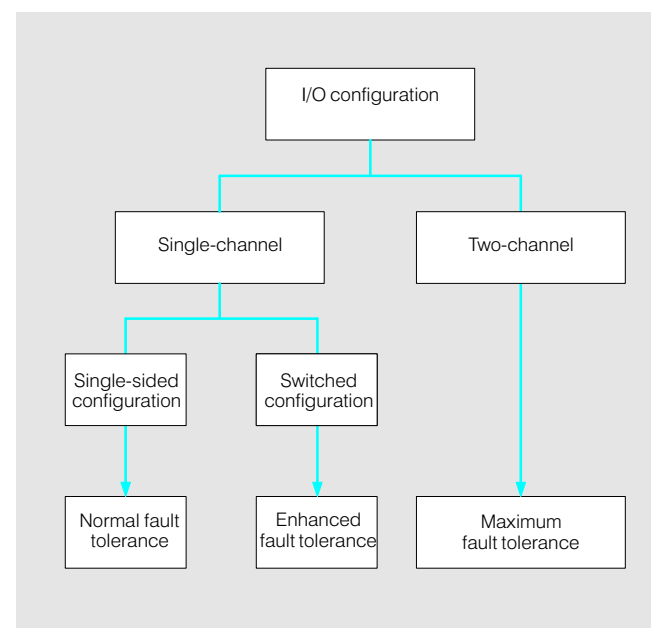 I/O configuration
Single-channel
Two-channel
Single-sided
configuration
Switched
configuration
Normal fault
tolerance
Enhanced
fault tolerance
Maximum
fault tolerance